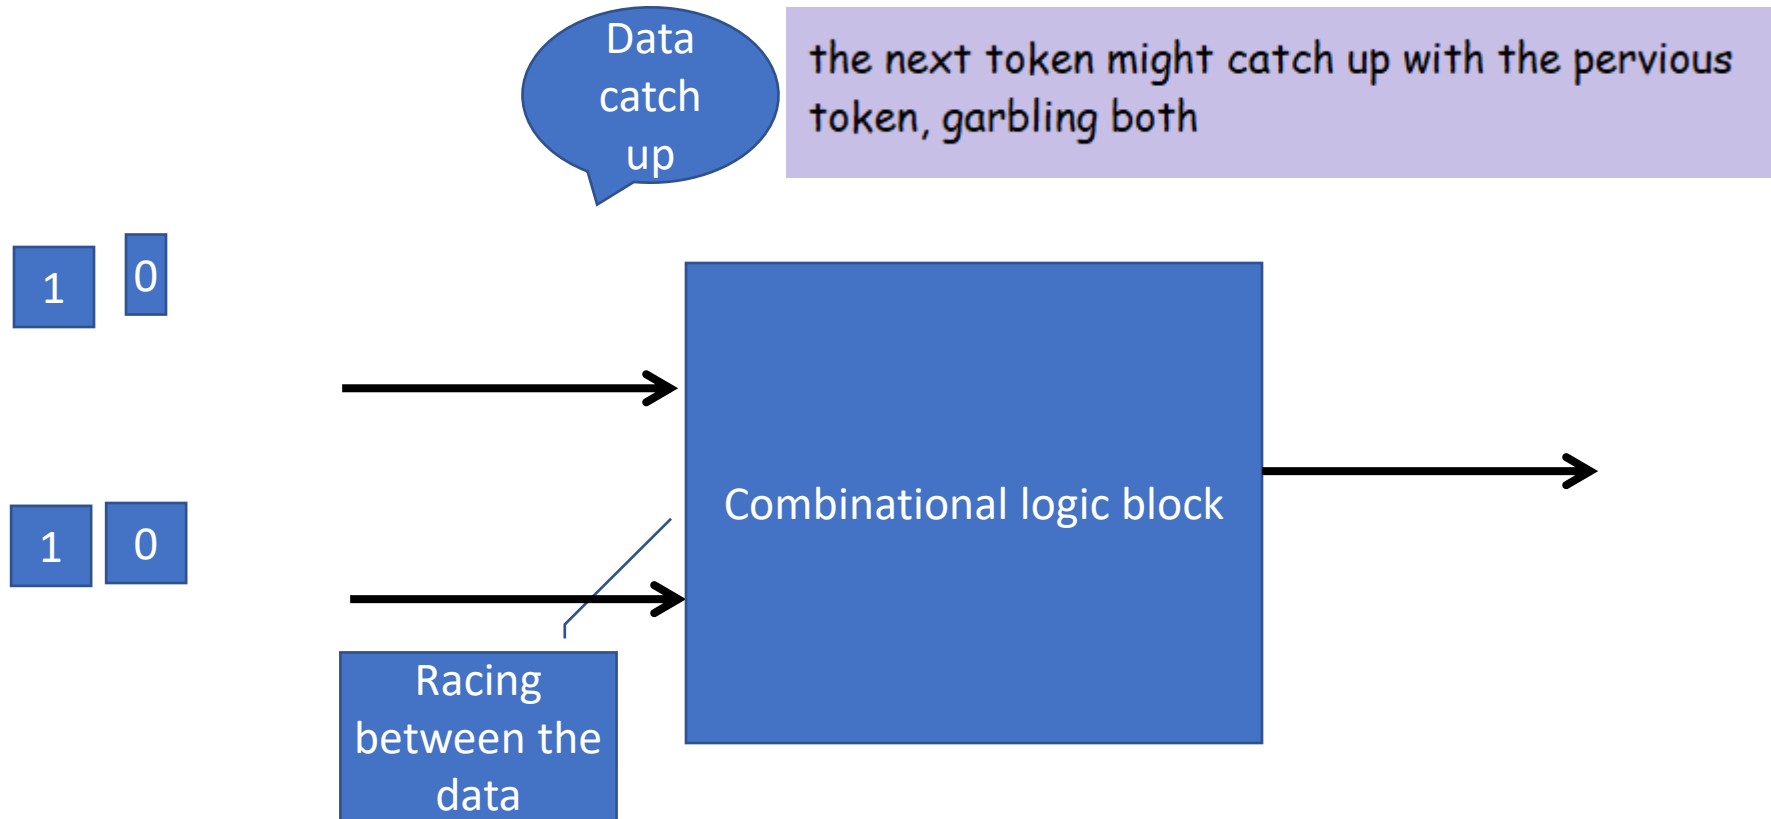 Data
catch
up
the next token might catch up with the pervious
token, garbling both
1
0
1
0
Combinational logic block
Racing
between the
data